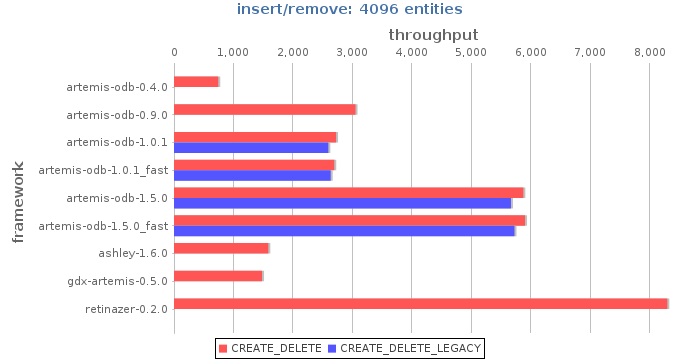 insert/remove: 4096 entities
throughput
0 1,000 2,000 3,000 4,000 5,000 6,000 7,000 8,000
framework
artemis-odb-0.4.0
artemis-odb-0.9.0
artemis-odb-1.0.1
artemis-odb-1.0.1_fast
artemis-odb-1.5.0
artemis-odb-1.5.0_fast
ashley-1.6.0
gdx-artemis-0.5.0
retinazer-0.2.0
CREATE_DELETE CREATE_DELETE_LEGACY